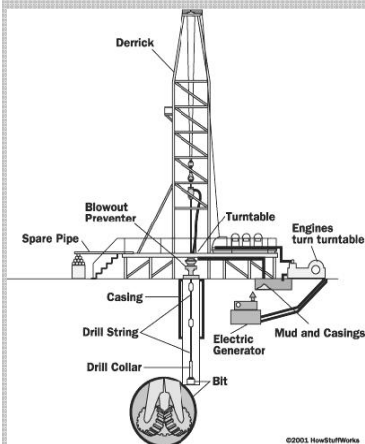 Derrick
Blowout
Preventer
Turntable
Spare Pipe
Engines
turn turntable
Casing
Drill String
Mud and Casings
Electric
Generator
Drill Collar
Bit
©2001 HowStuffWorks